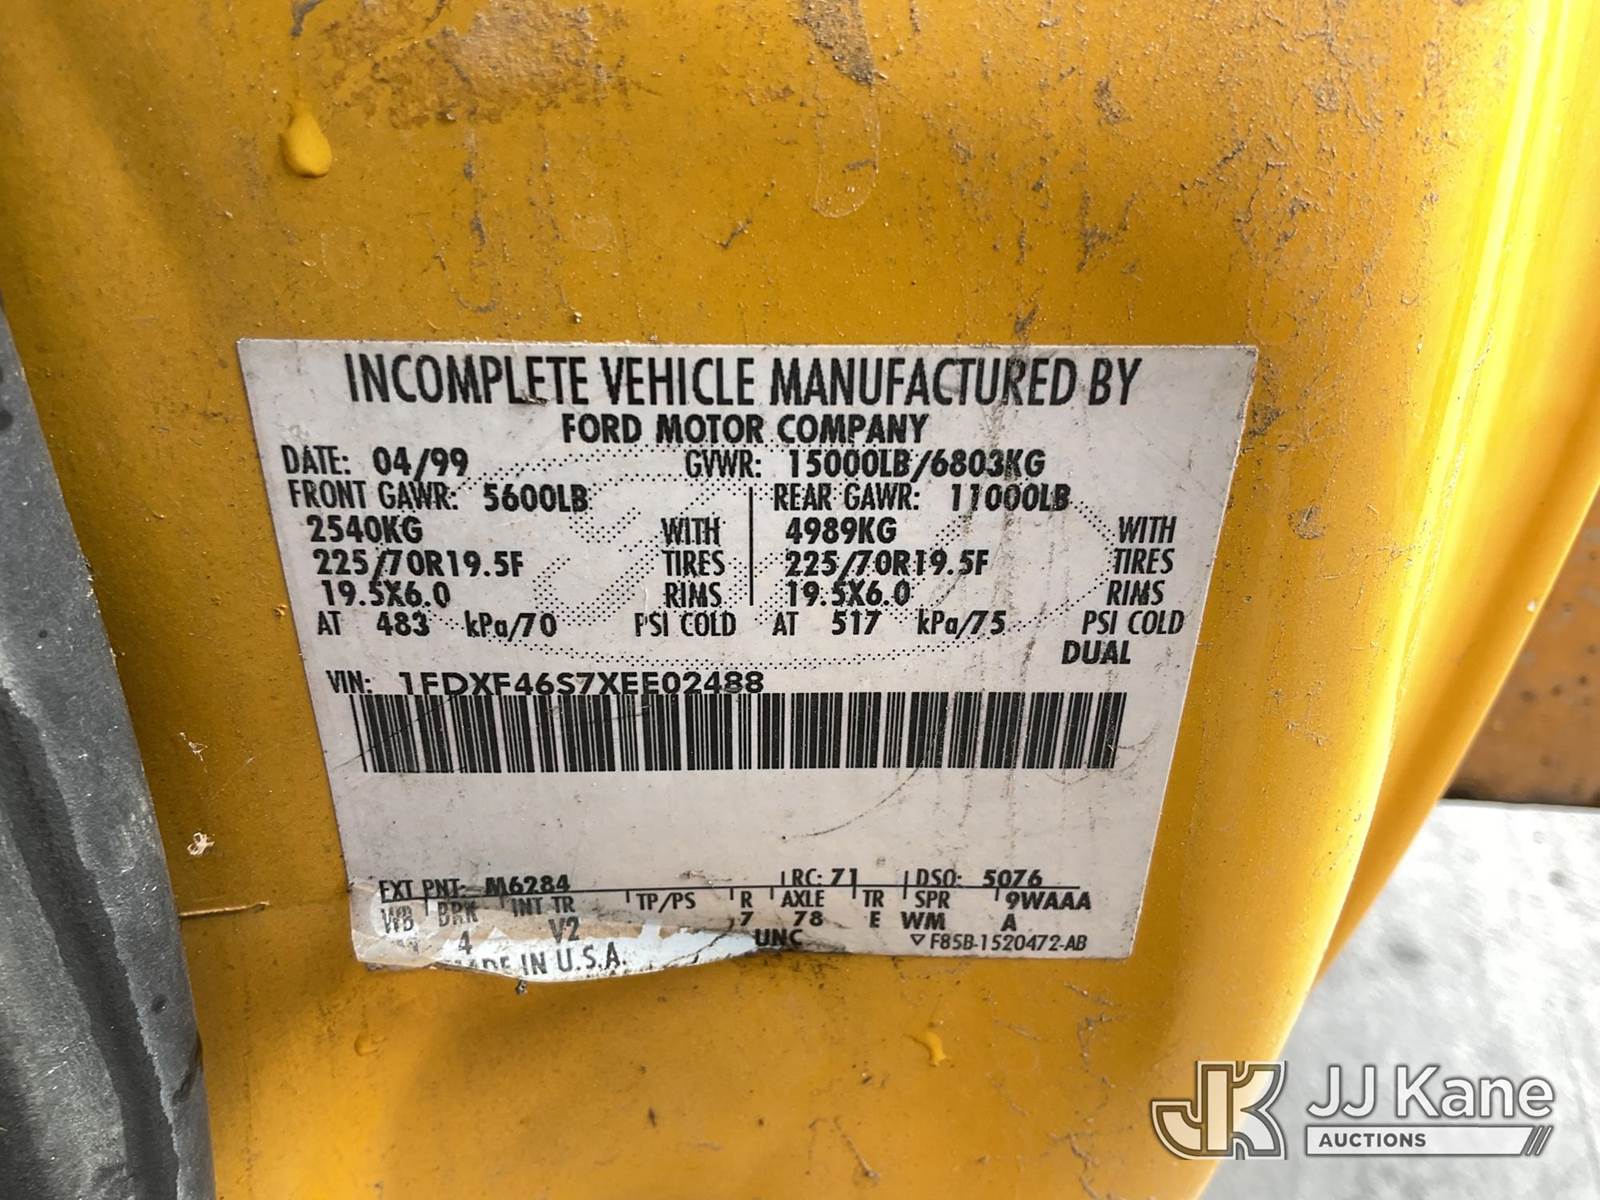 INCOMPLETE VEHICLE MANUFACTURED BY
FORD MOTOR COMPANY
DATE: 04/99 GVWR: 15000LB/6803KG
FRONT GAWR: 5600LB REAR GAWR: 11000LB
2540KG WITH 4989KG WITH
225/70R19.5F TIRES 225/70R19.5F TIRES
19.5X6.0 RIMS 19.5X6.0 RIMS
AT 483 kPa/70 PSI COLD AT 517 kPa/75 PSI COLD
DUAL
VIN: 1FDXF46S7XEE02488
EXT PNT: M6284 RC: 71 DSO: 5076
WB BRK INT TR TP/PS R AXLE TR SPR 9WAAA
4 V2 7 78 E WM A
UNC F85B-1520472-AB
MADE IN U.S.A.
JK JJ Kane
AUCTIONS